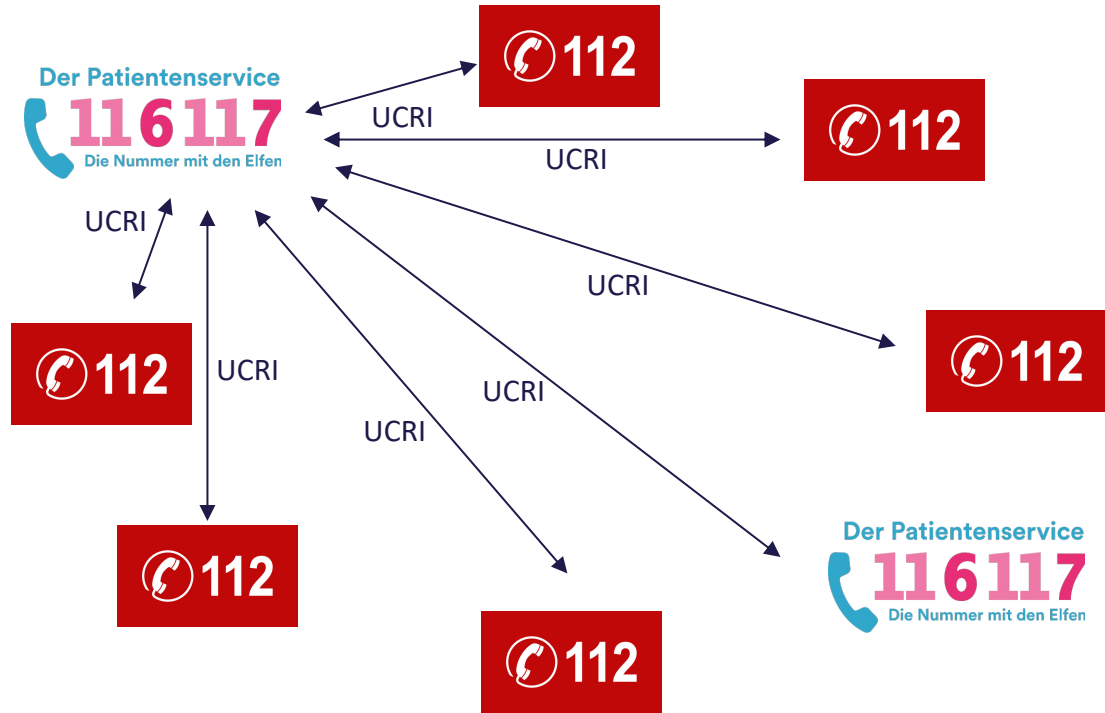 112
Der Patientenservice
116117
Die Nummer mit den Elfen
UCRI
112
UCRI
UCRI
UCRI
112
112
UCRI
UCRI
UCRI
112
Der Patientenservice
116117
Die Nummer mit den Elfen
112